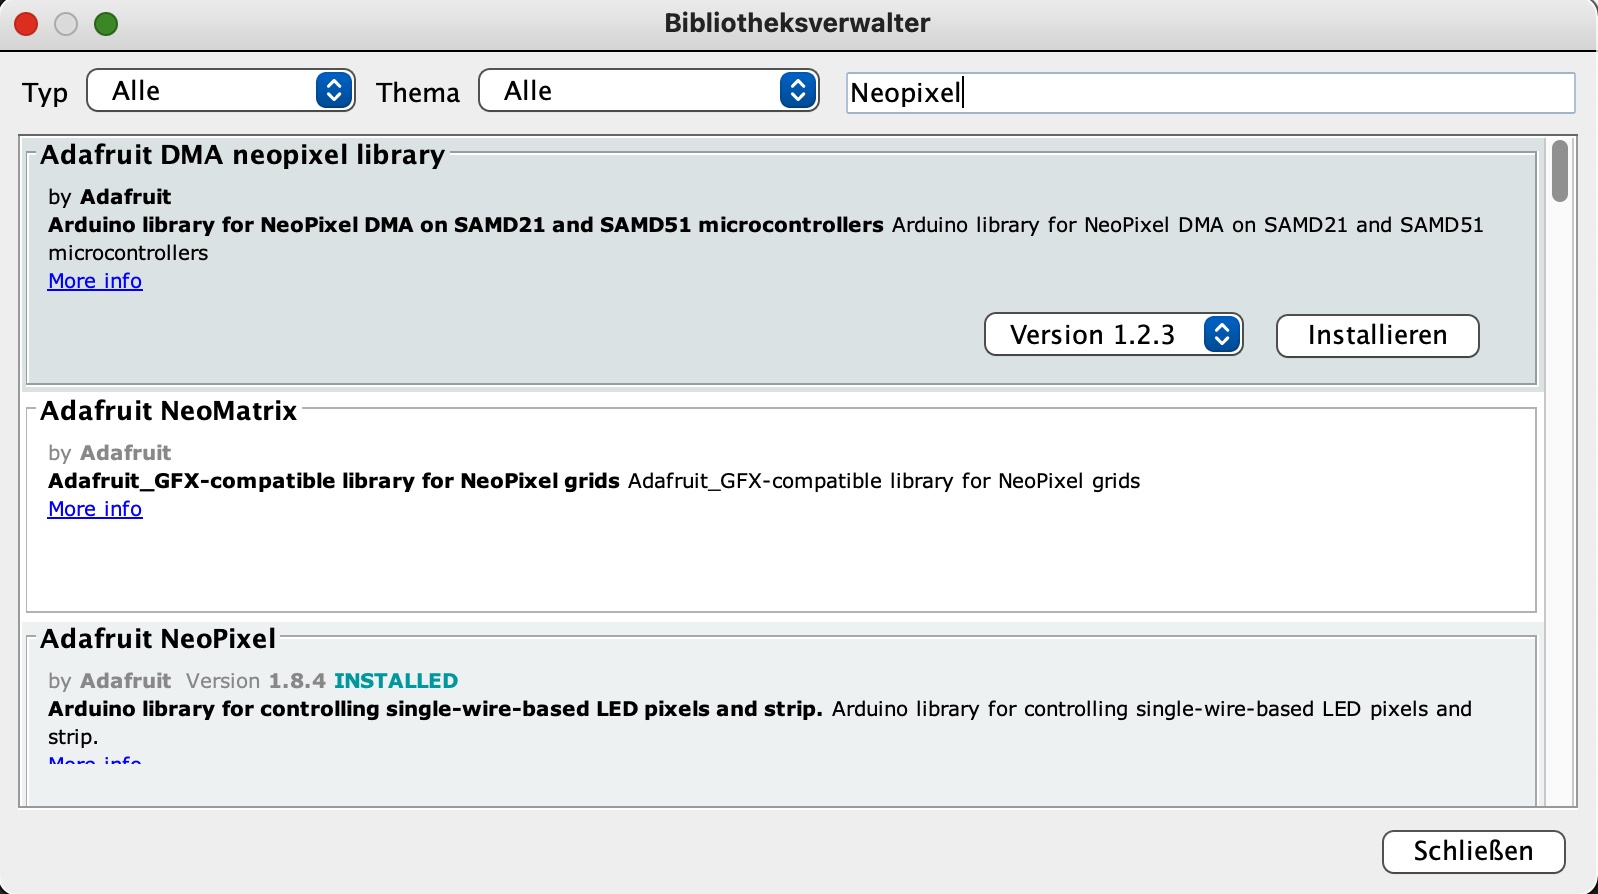 Bibliotheksverwalter
Typ Alle Thema Alle Neopixel
Adafruit DMA neopixel library
by Adafruit
Arduino library for NeoPixel DMA on SAMD21 and SAMD51 microcontrollers Arduino library for NeoPixel DMA on SAMD21 and SAMD51
microcontrollers
More info
Version 1.2.3 Installieren
Adafruit NeoMatrix
by Adafruit
Adafruit_GFX-compatible library for NeoPixel grids Adafruit_GFX-compatible library for NeoPixel grids
More info
Adafruit NeoPixel
by Adafruit Version 1.8.4 INSTALLED
Arduino library for controlling single-wire-based LED pixels and strip. Arduino library for controlling single-wire-based LED pixels and
strip.
More info
Schließen